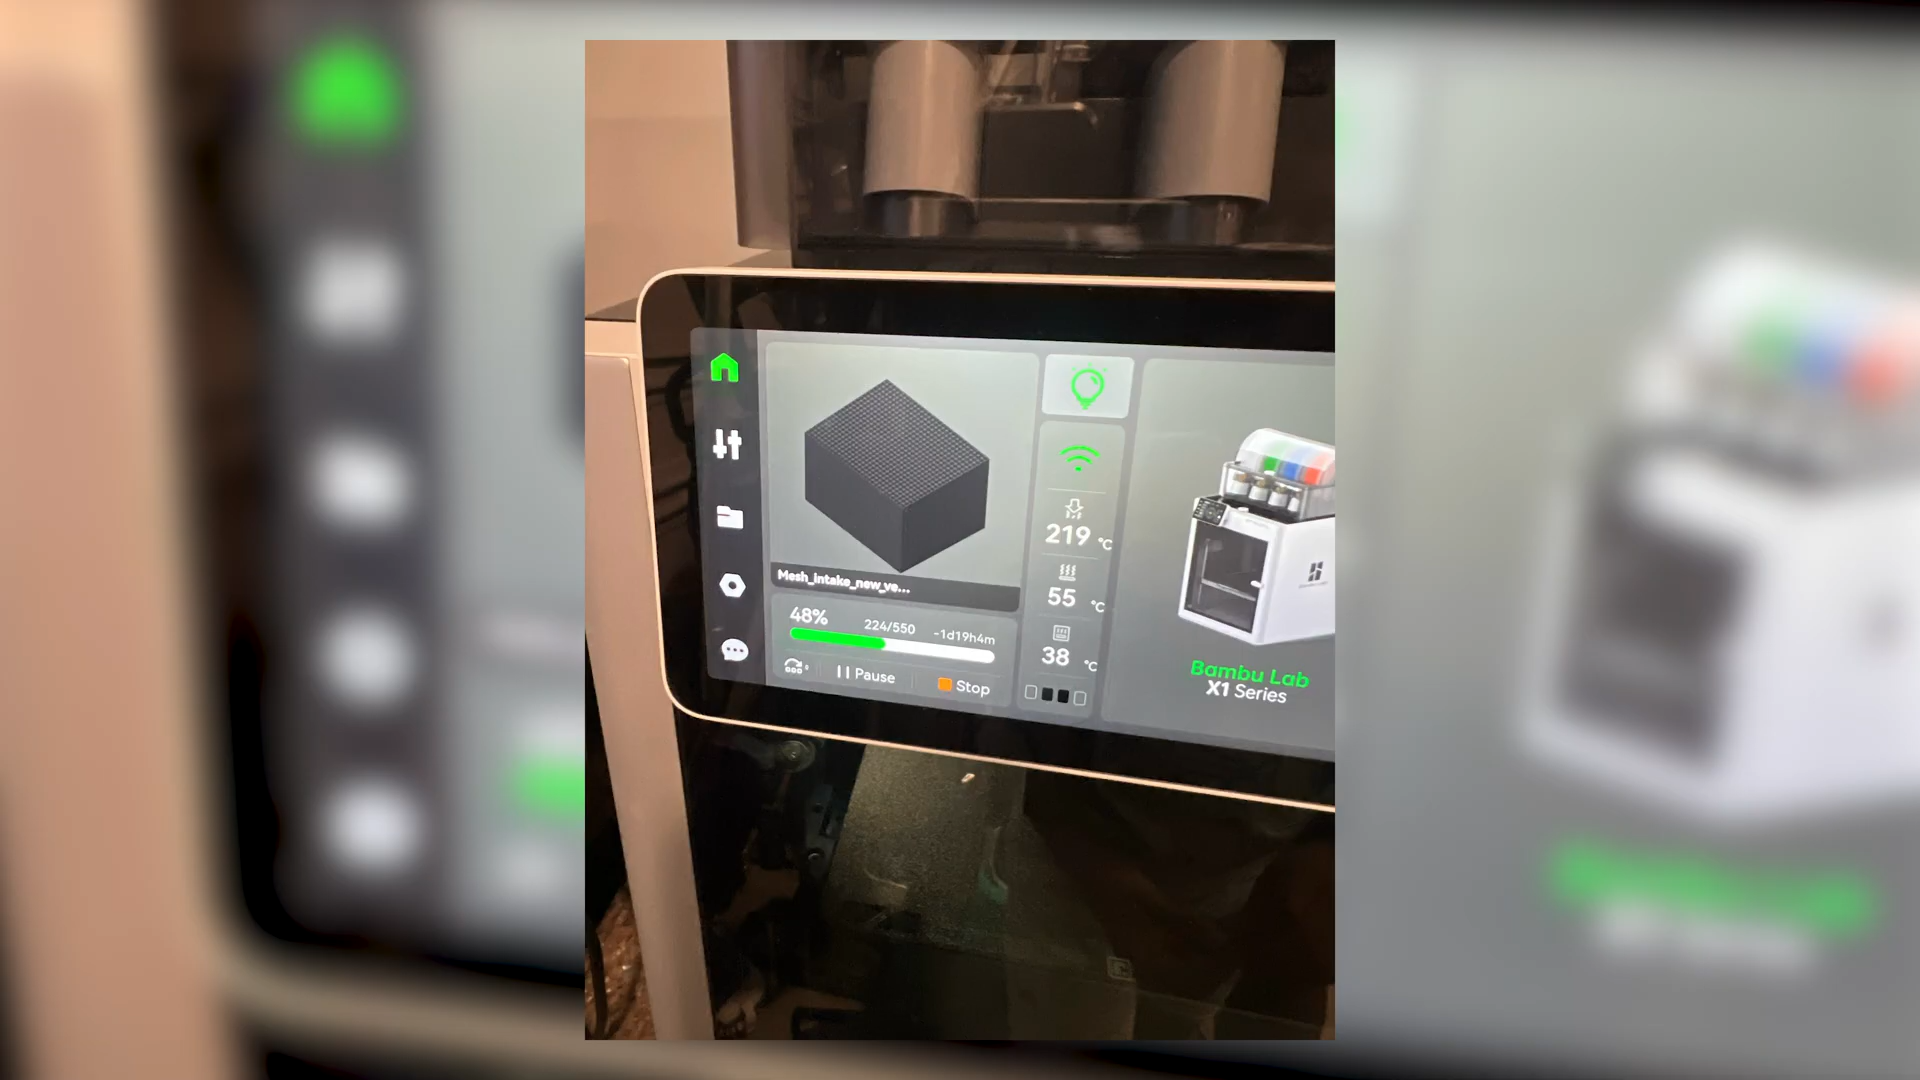 Mesh_intake_new_ve...
48%
224/550
-1d19h4m
Pause
Stop
219 °C
55 °C
38 °C
Bambu Lab
X1 Series